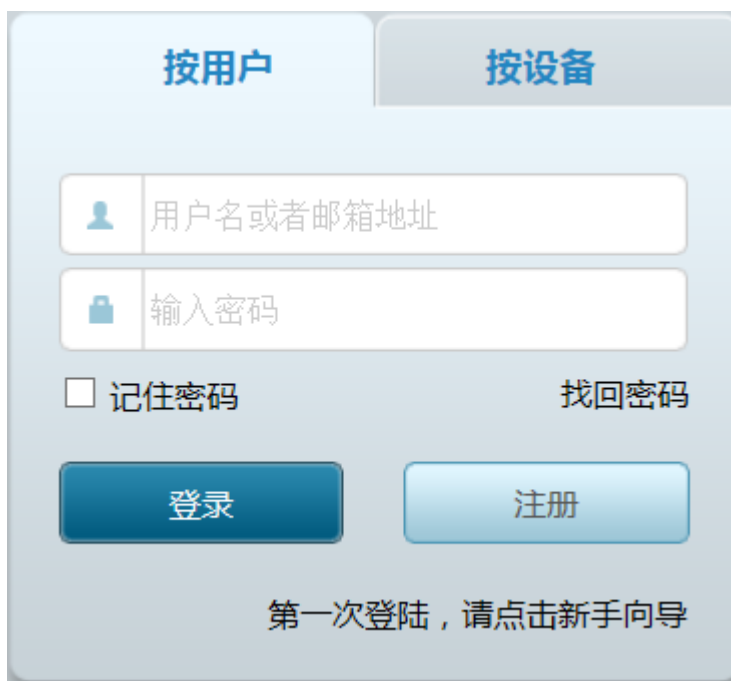 按用户 按设备
用户名或者邮箱地址
输入密码
记住密码 找回密码
登录 注册
第一次登陆，请点击新手向导